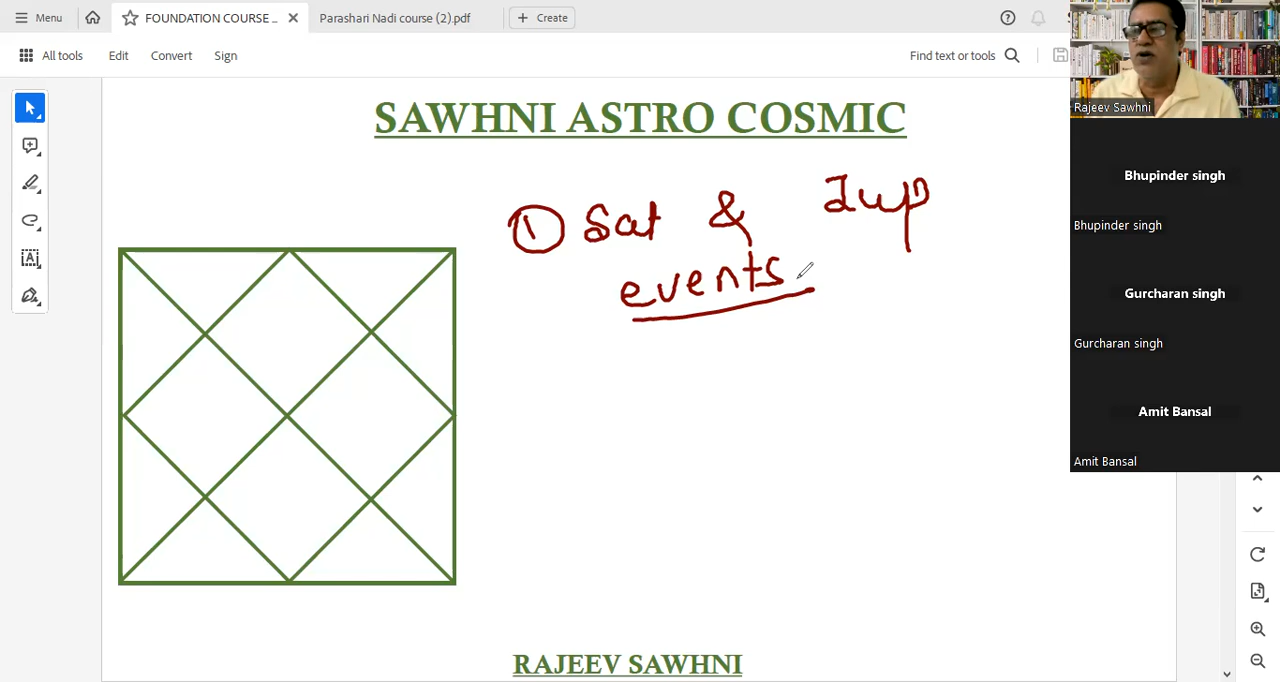 Menu
FOUNDATION COURSE ...
Parashari Nadi course (2).pdf
Create
All tools
Edit
Convert
Sign
Find text or tools
SAWHNI ASTRO COSMIC
① Sat & Jup
events
RAJEEV SAWHNI
Rajeev Sawhni
Bhupinder singh
Bhupinder singh
Gurcharan singh
Gurcharan singh
Amit Bansal
Amit Bansal